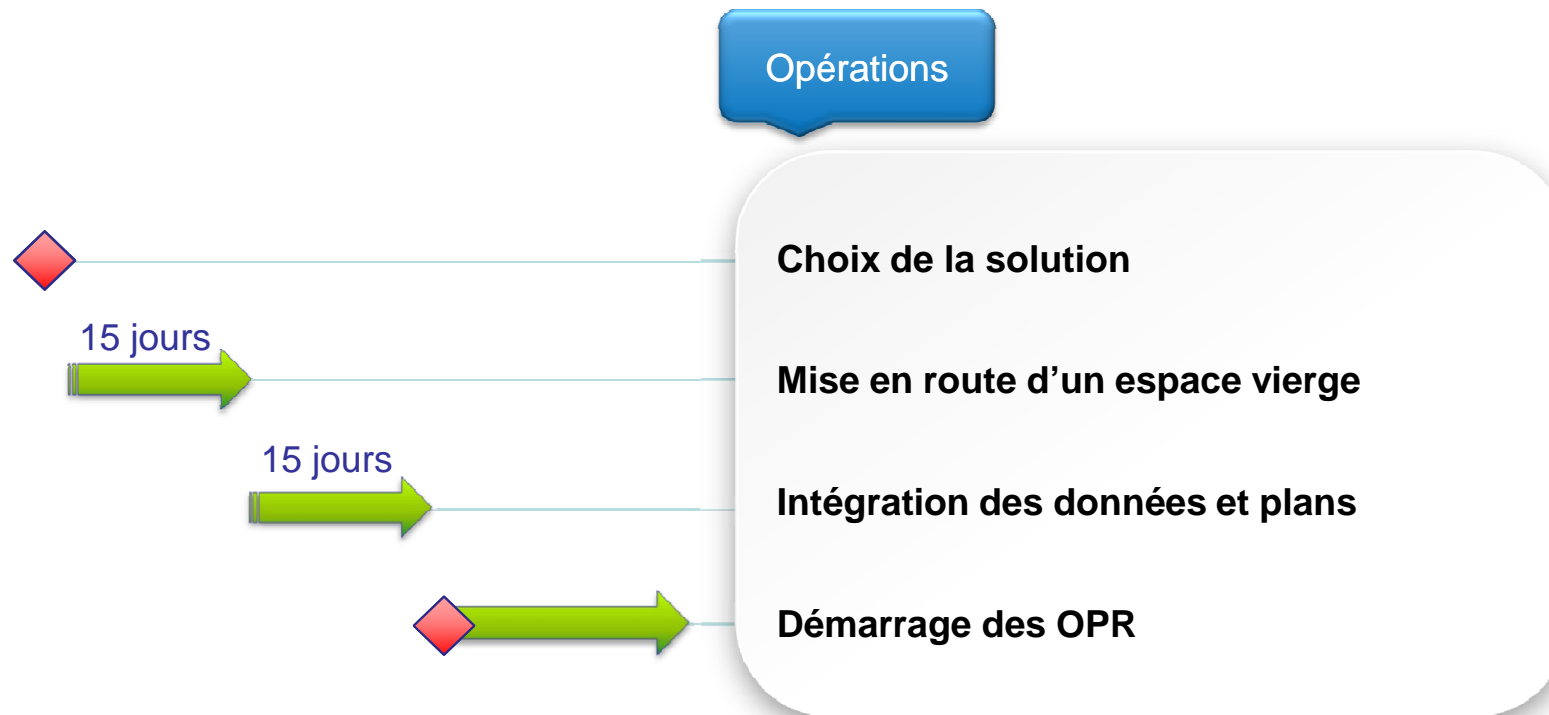 Opérations
Choix de la solution
15 jours
Mise en route d’un espace vierge
15 jours
Intégration des données et plans
Démarrage des OPR